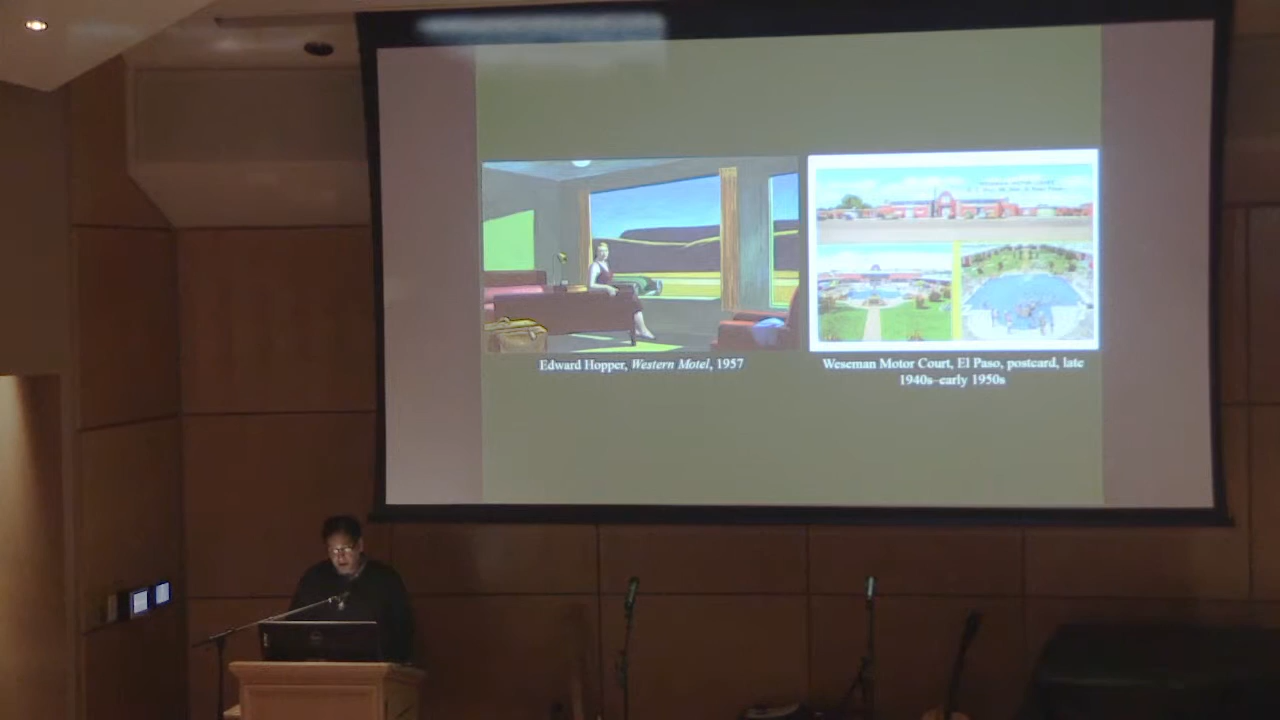 Edward Hopper, Western Motel, 1957
Weseman Motor Court, El Paso, postcard, late
1940s–early 1950s